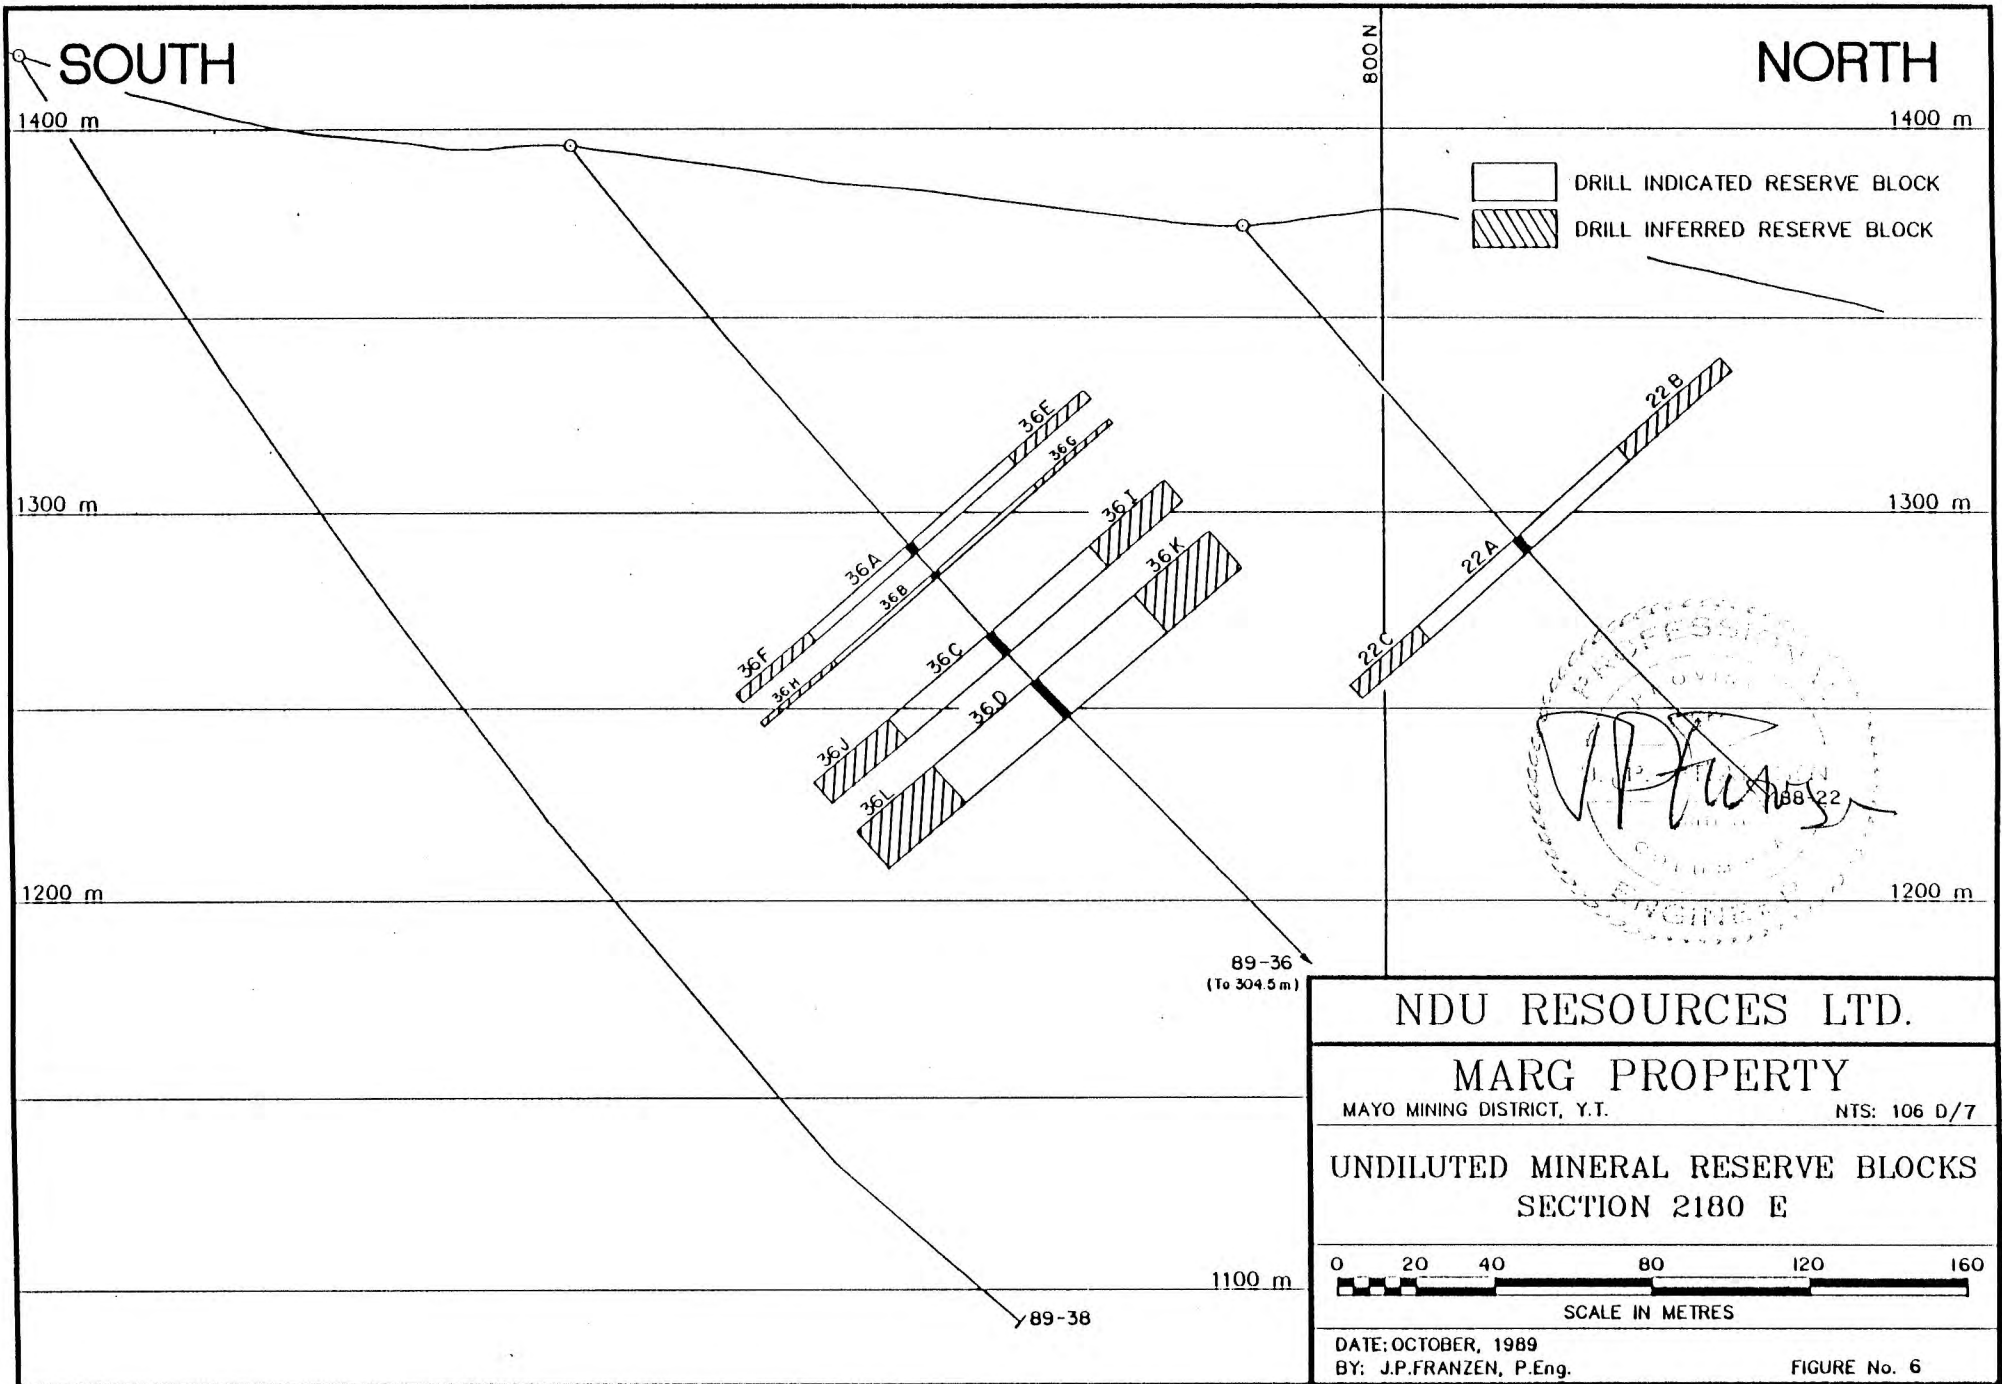 SOUTH
800 N
NORTH
1400 m
1400 m
DRILL INDICATED RESERVE BLOCK
DRILL INFERRED RESERVE BLOCK
36E
36G
22B
1300 m
1300 m
36I
36A
36B
36K
22A
36F
36H
36C
36D
22C
36J
36L
PROFESSION
88-22
ENGINEER
1200 m
1200 m
89-36
(To 304.5 m)
1100 m
89-38
NDU RESOURCES LTD.
MARG PROPERTY
MAYO MINING DISTRICT, Y.T.
NTS: 106 D/7
UNDILUTED MINERAL RESERVE BLOCKS
SECTION 2180 E
0 20 40 80 120 160
SCALE IN METRES
DATE: OCTOBER, 1989
BY: J.P.FRANZEN, P.Eng.
FIGURE No. 6